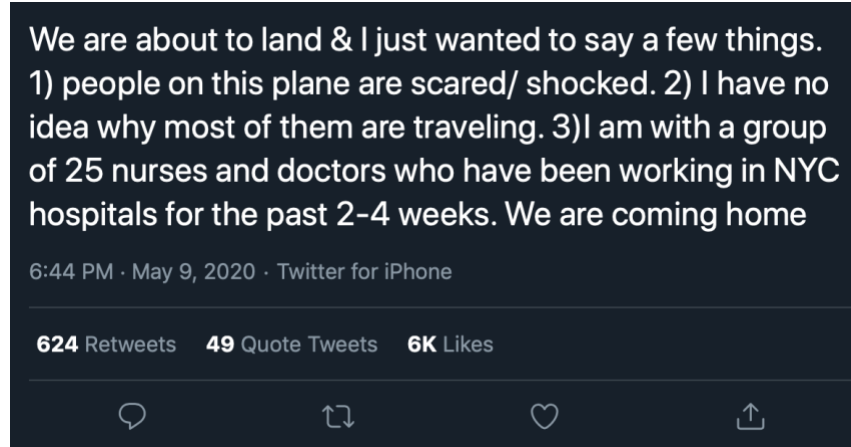 We are about to land & I just wanted to say a few things.
1) people on this plane are scared/ shocked. 2) I have no
idea why most of them are traveling. 3)I am with a group
of 25 nurses and doctors who have been working in NYC
hospitals for the past 2-4 weeks. We are coming home
6:44 PM · May 9, 2020 · Twitter for iPhone
624 Retweets 49 Quote Tweets 6K Likes